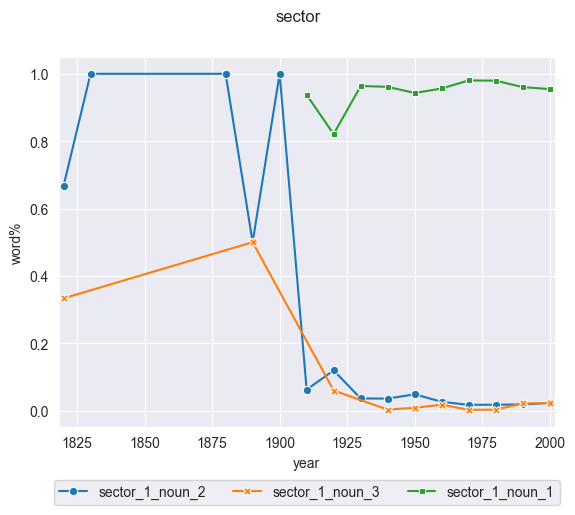 sector
1.0
0.8
0.6
0.4
0.2
0.0
word%
1825 1850 1875 1900 1925 1950 1975 2000
year
sector_1_noun_2 sector_1_noun_3 sector_1_noun_1